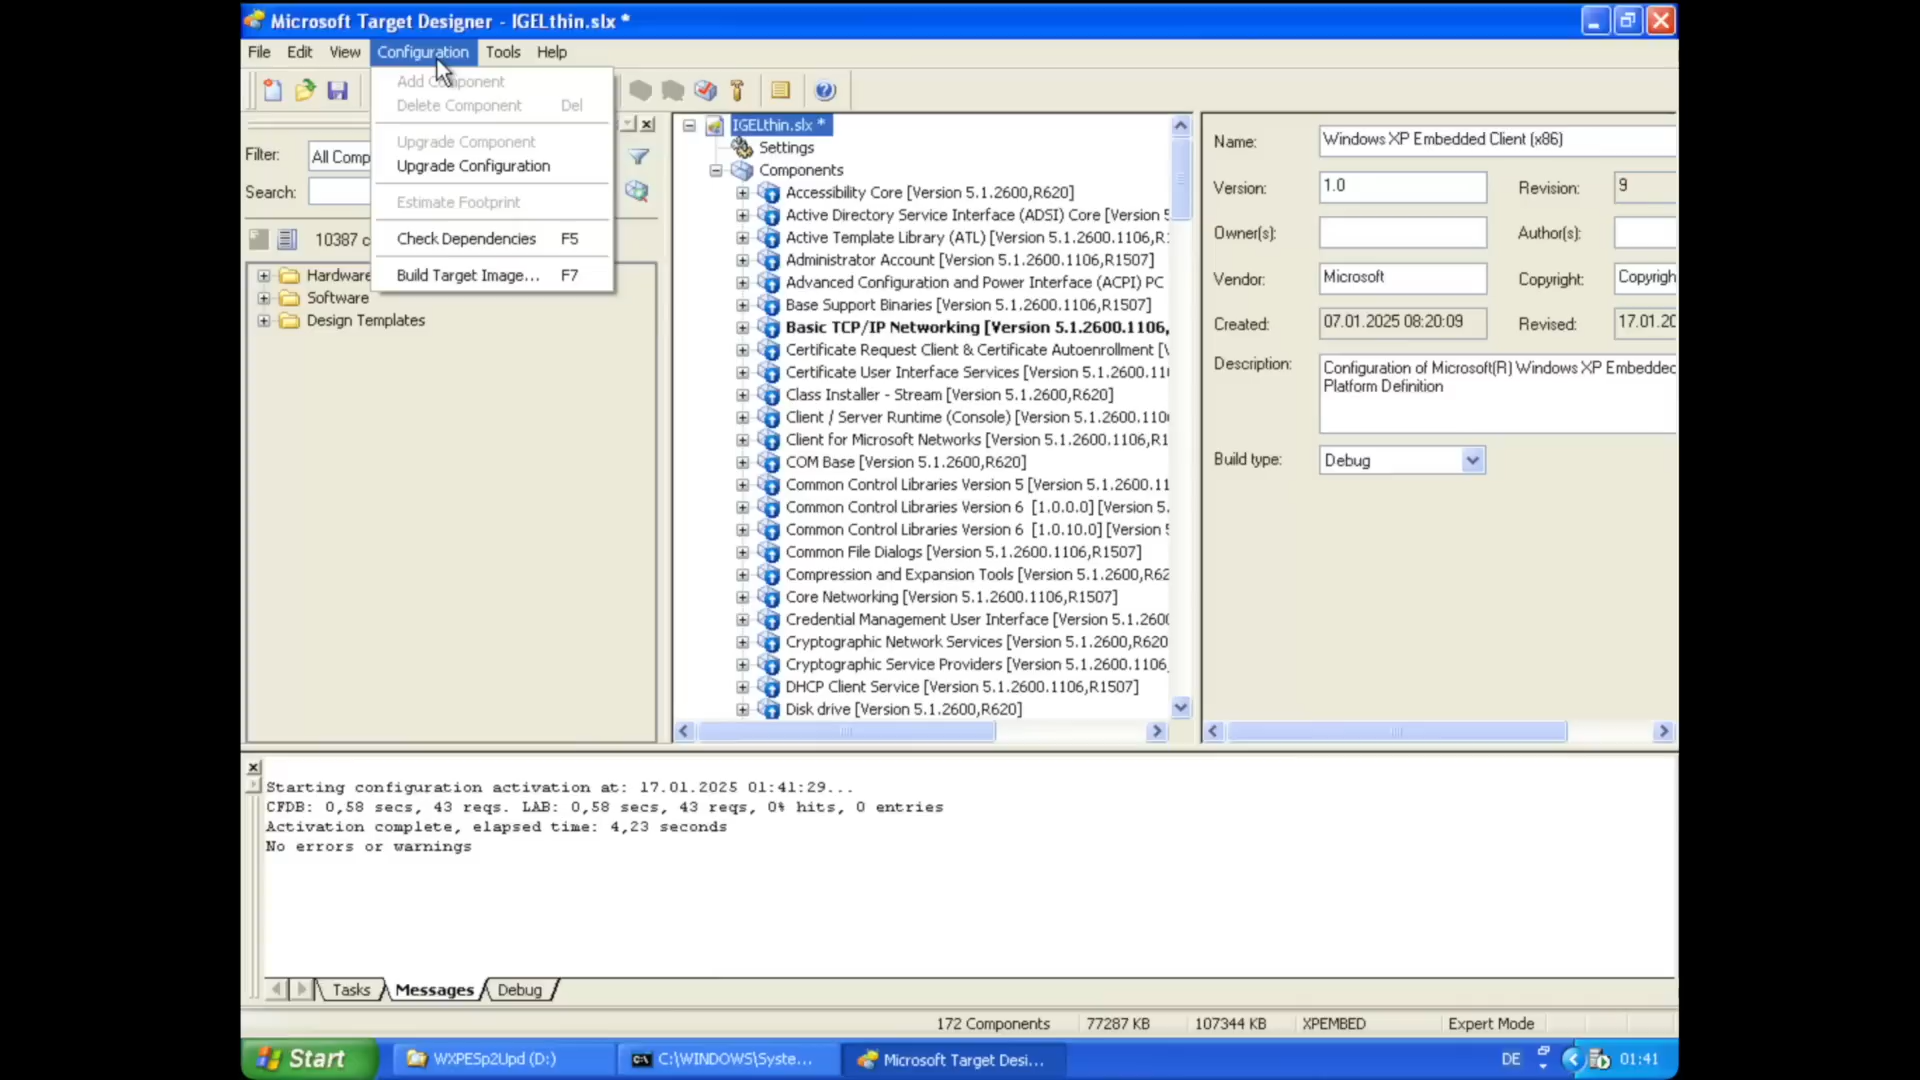 Microsoft Target Designer - IGELthin.slx *
File Edit View Configuration Tools Help
Add Component
Delete Component Del
Upgrade Component
Upgrade Configuration
Estimate Footprint
Check Dependencies F5
Build Target Image... F7
Filter: All Comp
Search:
10387 c
Hardware
Software
Design Templates
IGELthin.slx *
Settings
Components
Accessibility Core [Version 5.1.2600,R620]
Active Directory Service Interface (ADSI) Core [Version 5
Active Template Library (ATL) [Version 5.1.2600.1106,R1
Administrator Account [Version 5.1.2600.1106,R1507]
Advanced Configuration and Power Interface (ACPI) PC
Base Support Binaries [Version 5.1.2600.1106,R1507]
Basic TCP/IP Networking [Version 5.1.2600.1106,
Certificate Request Client & Certificate Autoenrollment [V
Certificate User Interface Services [Version 5.1.2600.11
Class Installer - Stream [Version 5.1.2600,R620]
Client / Server Runtime (Console) [Version 5.1.2600.110
Client for Microsoft Networks [Version 5.1.2600.1106,R1
COM Base [Version 5.1.2600,R620]
Common Control Libraries Version 5 [Version 5.1.2600.11
Common Control Libraries Version 6 [1.0.0.0] [Version 5.
Common Control Libraries Version 6 [1.0.10.0] [Version 5
Common File Dialogs [Version 5.1.2600.1106,R1507]
Compression and Expansion Tools [Version 5.1.2600,R62
Core Networking [Version 5.1.2600.1106,R1507]
Credential Management User Interface [Version 5.1.2600
Cryptographic Network Services [Version 5.1.2600,R620
Cryptographic Service Providers [Version 5.1.2600.1106,
DHCP Client Service [Version 5.1.2600.1106,R1507]
Disk drive [Version 5.1.2600,R620]
Name: Windows XP Embedded Client (x86)
Version: 1.0 Revision: 9
Owner(s): Author(s):
Vendor: Microsoft Copyright: Copyrigh
Created: 07.01.2025 08:20:09 Revised: 17.01.20
Description: Configuration of Microsoft(R) Windows XP Embedded
Platform Definition
Build type: Debug
Starting configuration activation at: 17.01.2025 01:41:29...
CFDB: 0,58 secs, 43 reqs. LAB: 0,58 secs, 43 reqs, 0% hits, 0 entries
Activation complete, elapsed time: 4,23 seconds
No errors or warnings
Tasks Messages Debug
172 Components 77287 KB 107344 KB XPEMBED Expert Mode
Start WXPESp2Upd (D:) C:\WINDOWS\Syste... Microsoft Target Desi... DE 01:41